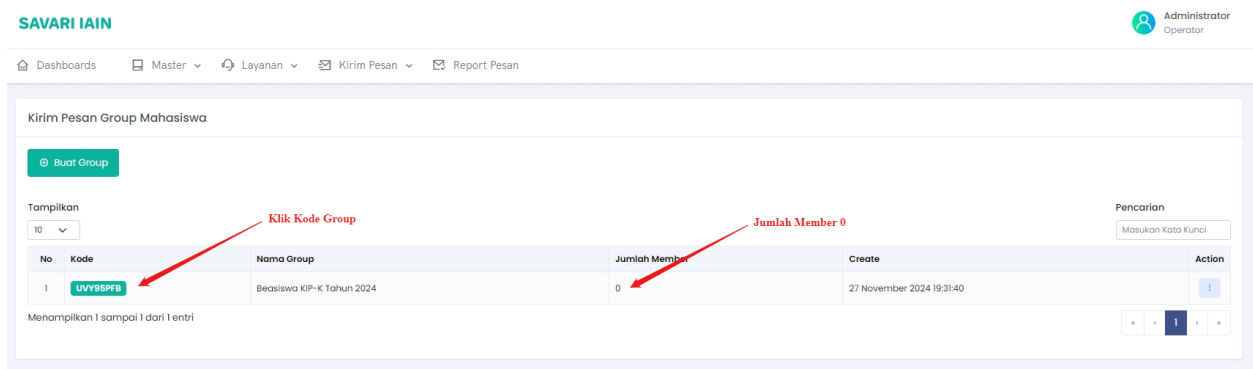 SAVARI IAIN
Administrator
Operator
Dashboards Master Layanan Kirim Pesan Report Pesan
Kirim Pesan Group Mahasiswa
Buat Group
Tampilkan Pencarian
Klik Kode Group Jumlah Member 0
10 Masukan Kata Kunci
No Kode Nama Group Jumlah Member Create Action
1 UVY95PFB Beasiswa KIP-K Tahun 2024 0 27 November 2024 19:31:40
Menampilkan 1 sampai 1 dari 1 entri
« ‹ 1 › »